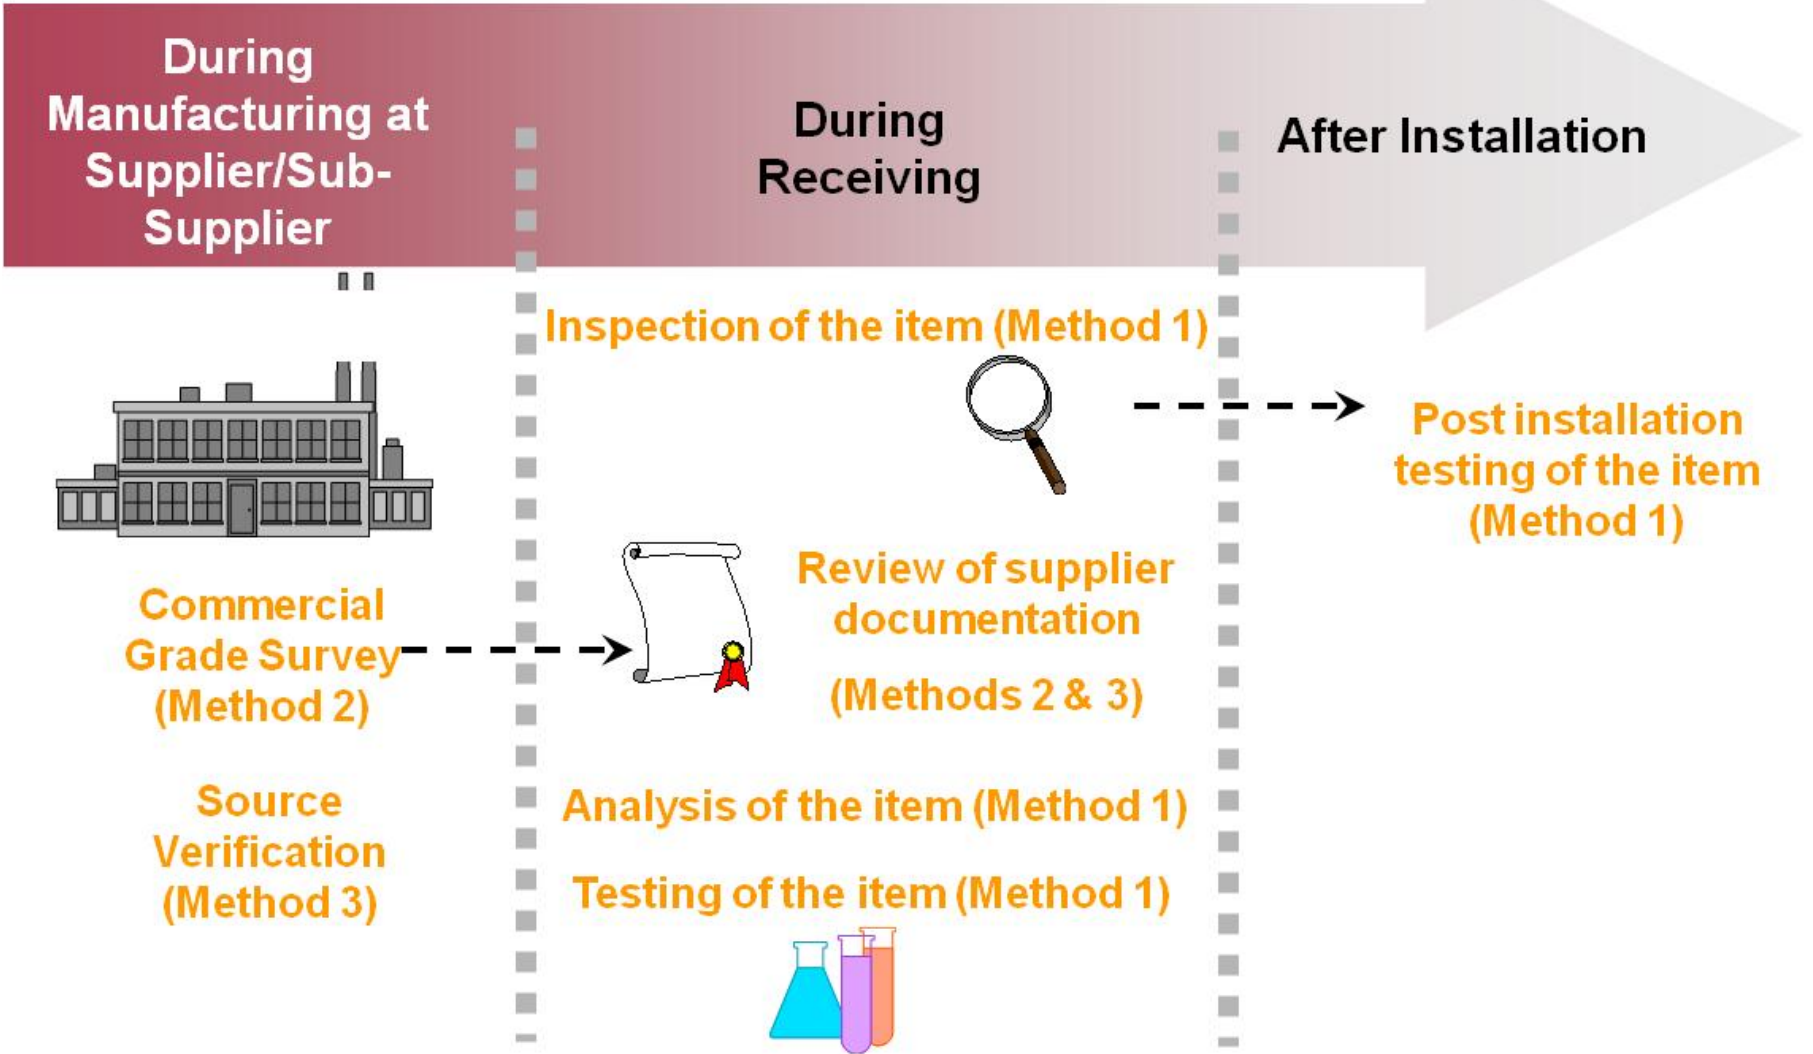 During
Manufacturing at
Supplier/Sub-
Supplier
During
Receiving
After Installation
Commercial
Grade Survey
(Method 2)
Source
Verification
(Method 3)
Inspection of the item (Method 1)
Review of supplier
documentation
(Methods 2 & 3)
Analysis of the item (Method 1)
Testing of the item (Method 1)
Post installation
testing of the item
(Method 1)